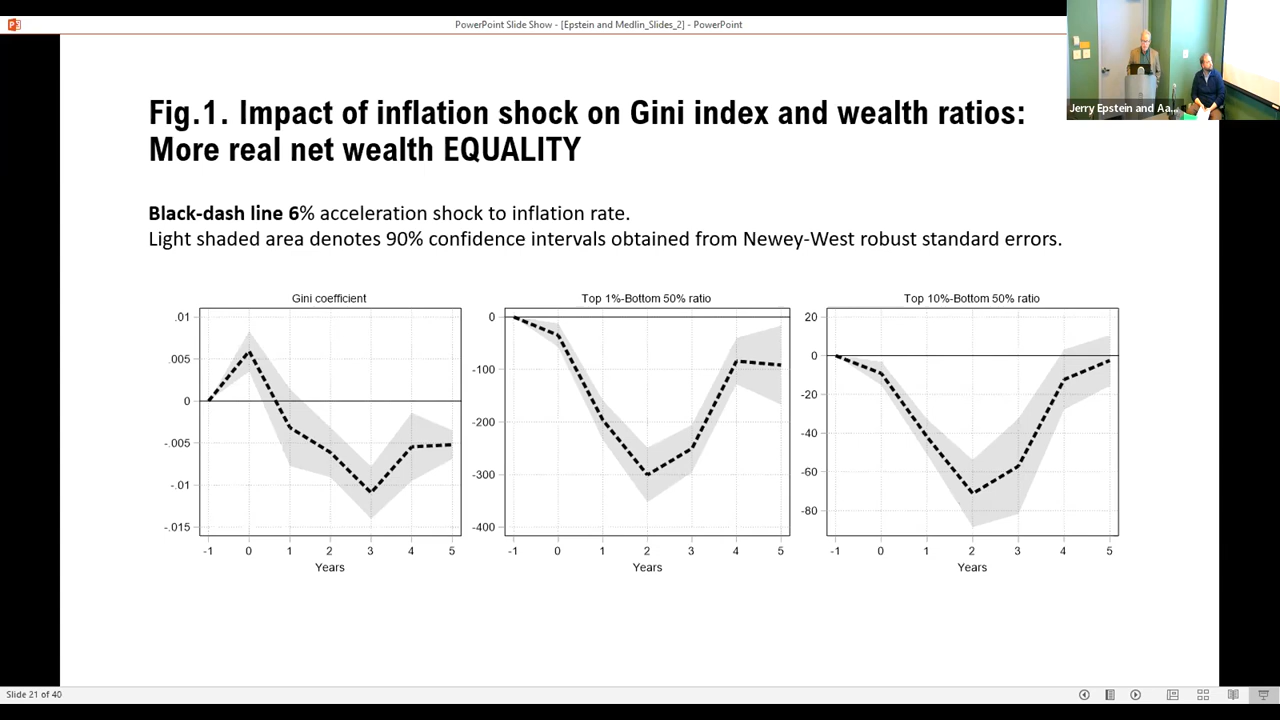 PowerPoint Slide Show - [Epstein and Medlin_Slides_2] - PowerPoint
Jerry Epstein and Aa...
Fig.1. Impact of inflation shock on Gini index and wealth ratios:
More real net wealth EQUALITY
Black-dash line 6% acceleration shock to inflation rate.
Light shaded area denotes 90% confidence intervals obtained from Newey-West robust standard errors.
Gini coefficient
.01
.005
0
-.005
-.01
-.015
-1 0 1 2 3 4 5
Years
Top 1%-Bottom 50% ratio
0
-100
-200
-300
-400
-1 0 1 2 3 4 5
Years
Top 10%-Bottom 50% ratio
20
0
-20
-40
-60
-80
-1 0 1 2 3 4 5
Years
Slide 21 of 40